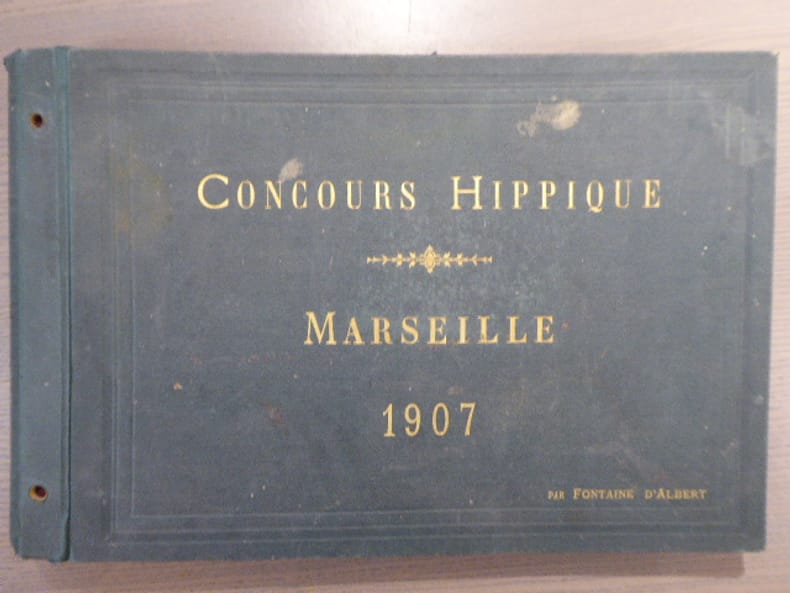 CONCOURS HIPPIQUE
MARSEILLE
1907
PAR FONTAINE D'ALBERT